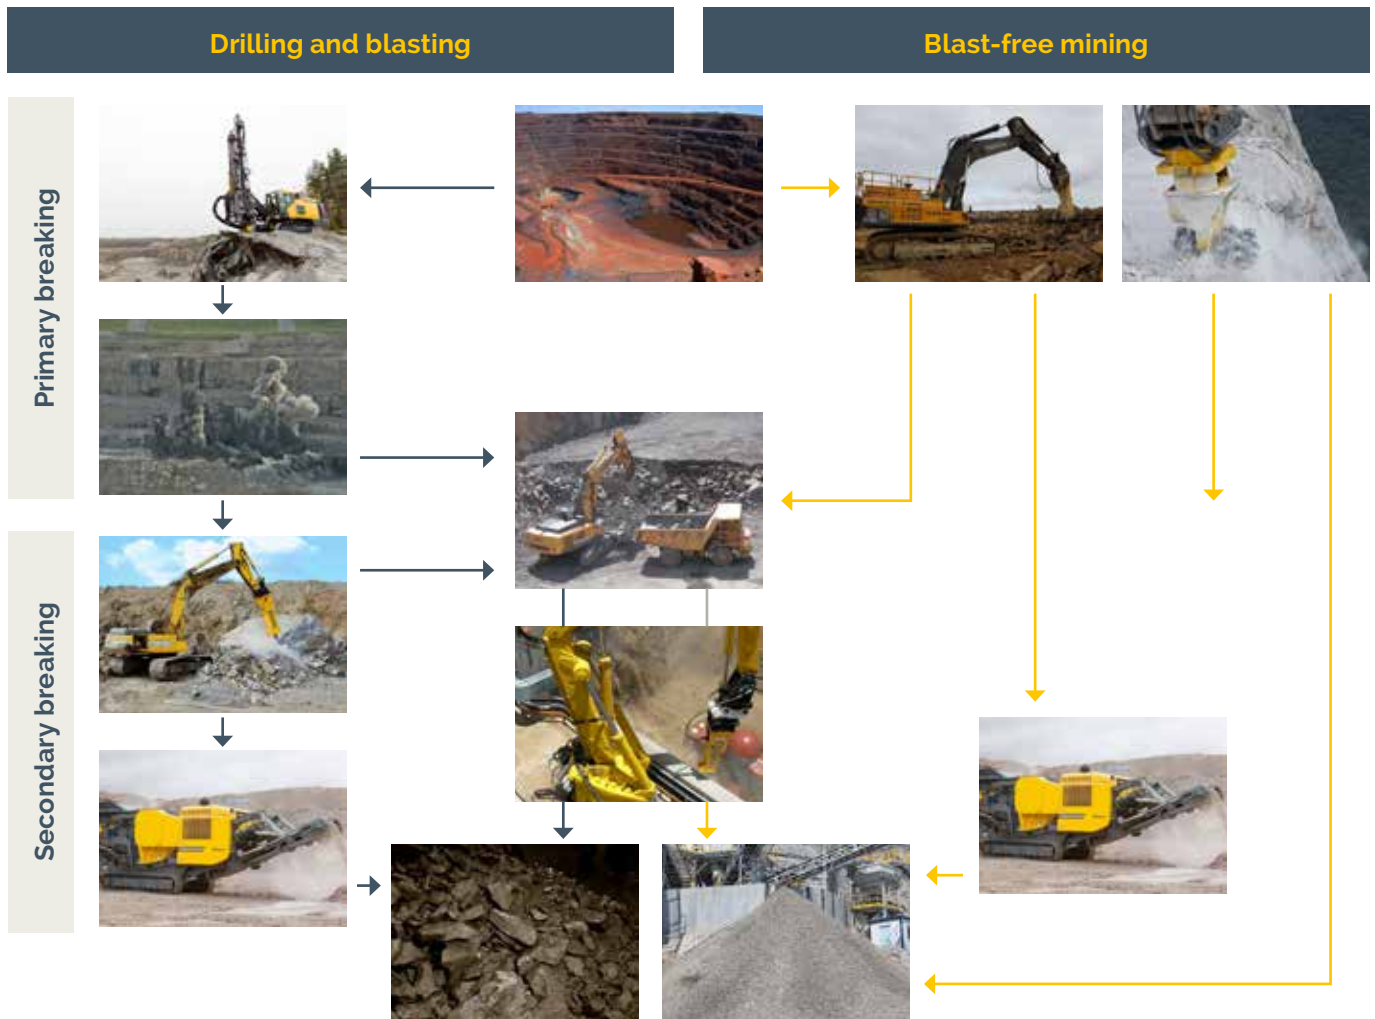 Drilling and blasting
Blast-free mining
Primary breaking
Secondary breaking